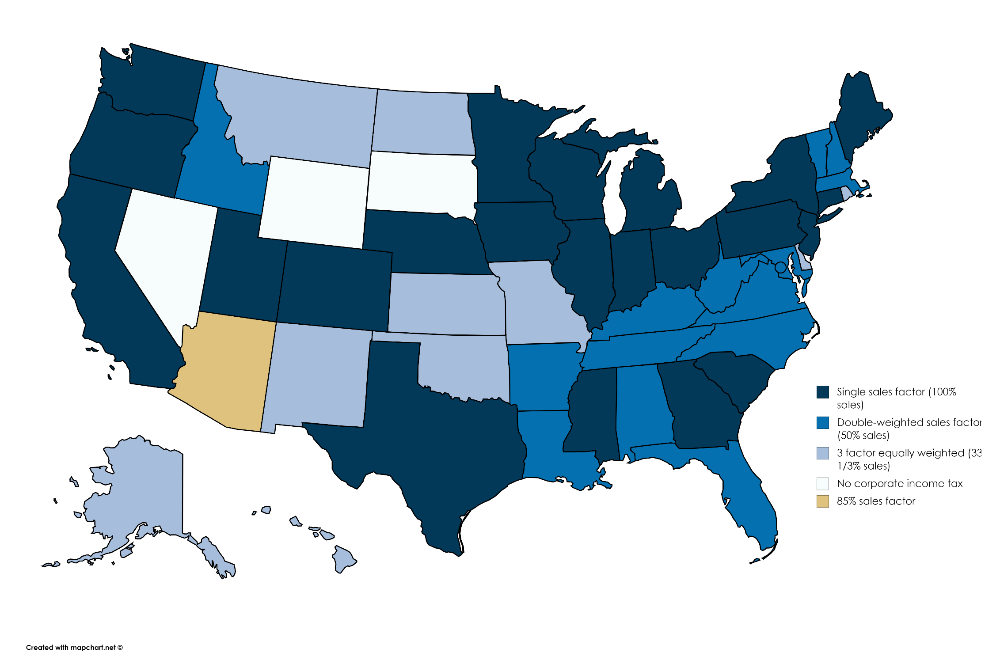 Single sales factor (100%
sales)
Double-weighted sales factor
(50% sales)
3 factor equally weighted (33
1/3% sales)
No corporate income tax
85% sales factor
Created with mapchart.net ©